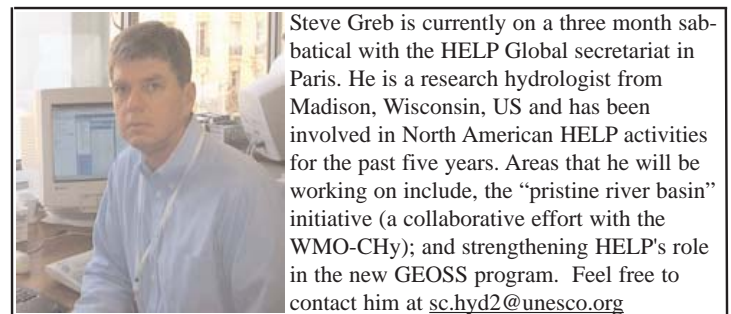 Steve Greb is currently on a three month sab-
batical with the HELP Global secretariat in
Paris. He is a research hydrologist from
Madison, Wisconsin, US and has been
involved in North American HELP activities
for the past five years. Areas that he will be
working on include, the “pristine river basin”
initiative (a collaborative effort with the
WMO-CHy); and strengthening HELP's role
in the new GEOSS program.  Feel free to
contact him at sc.hyd2@unesco.org